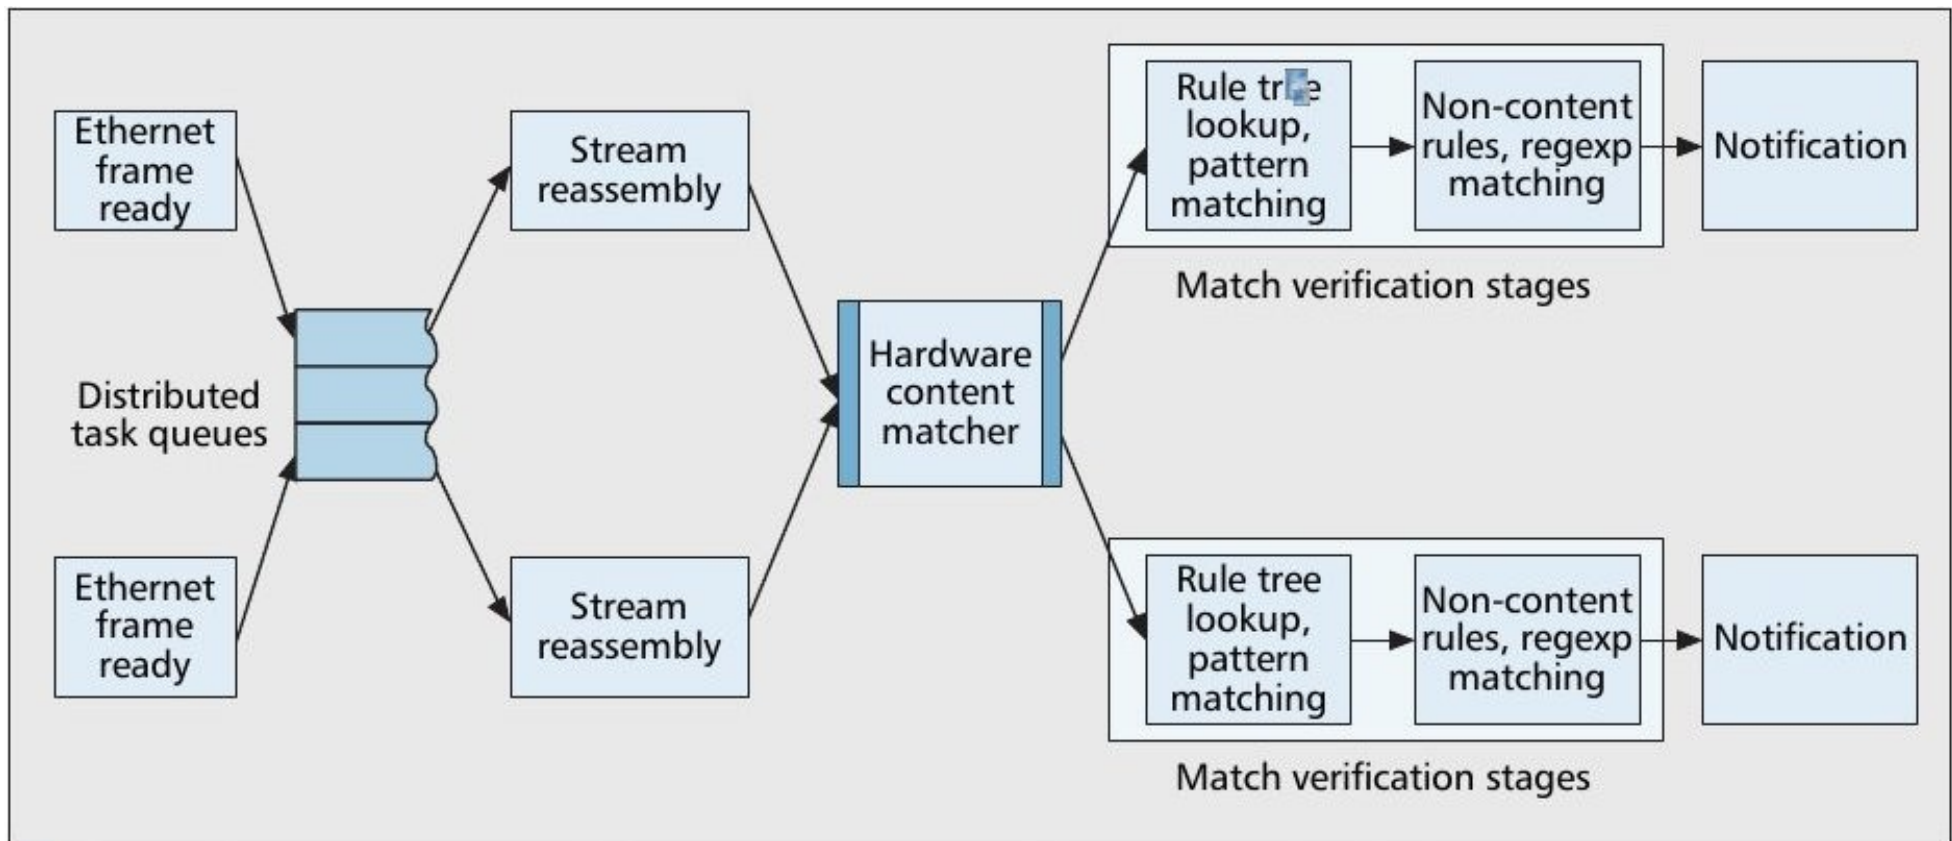 Ethernet
frame
ready
Stream
reassembly
Rule
lookup,
pattern
matching
Non-content
rules, regexp
matching
Notification
Match verification stages
Distributed
task queues
Hardware
content
matcher
Ethernet
frame
ready
Stream
reassembly
Rule tree
lookup,
pattern
matching
Non-content
rules, regexp
matching
Notification
Match verification stages